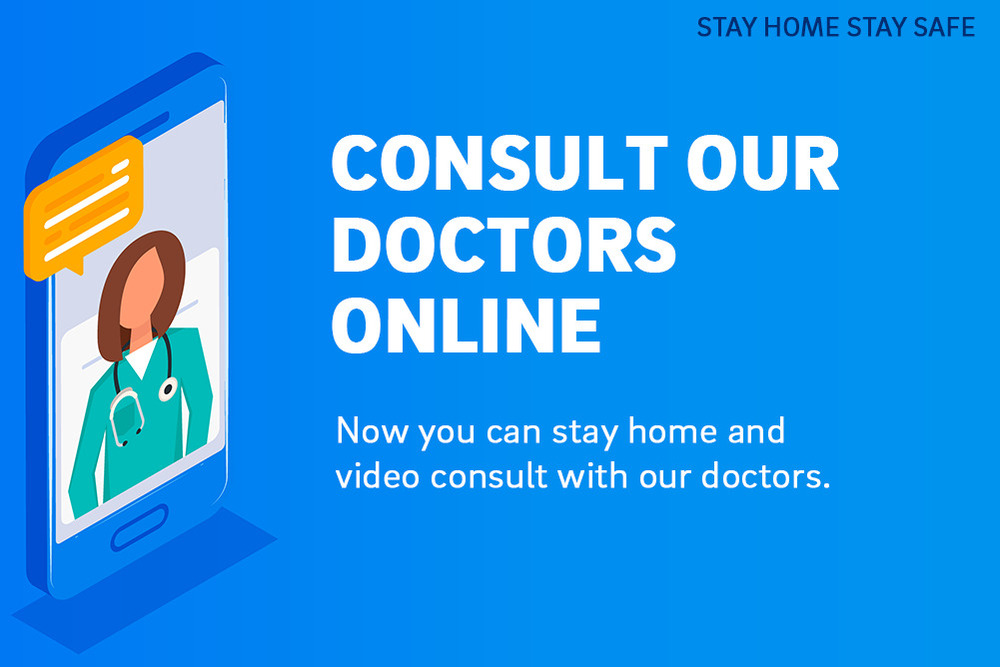 STAY HOME STAY SAFE
CONSULT OUR
DOCTORS
ONLINE
Now you can stay home and
video consult with our doctors.